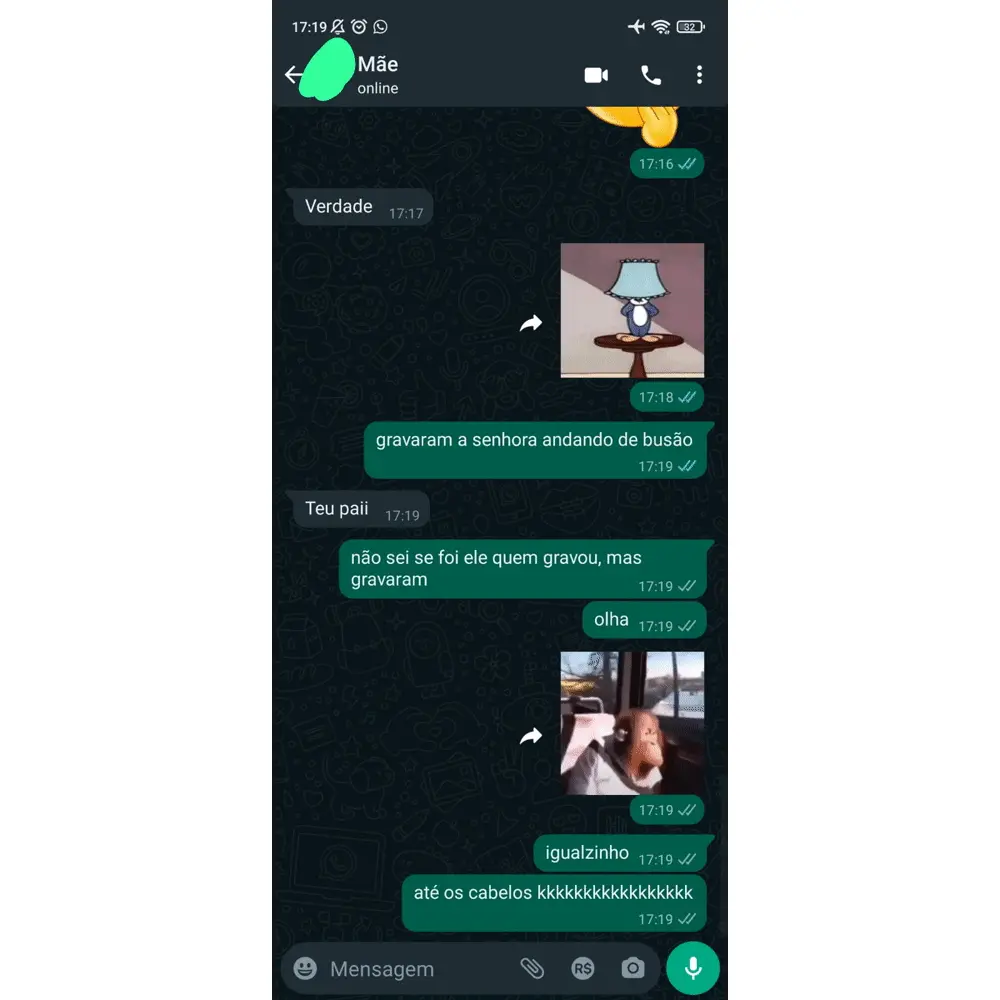 17:19
32
Mãe
online
17:16
Verdade 17:17
17:18
gravaram a senhora andando de busão
17:19
Teu paii 17:19
não sei se foi ele quem gravou, mas
gravaram 17:19
olha 17:19
17:19
igualzinho 17:19
até os cabelos kkkkkkkkkkkkkkkkk
17:19
Mensagem
R$